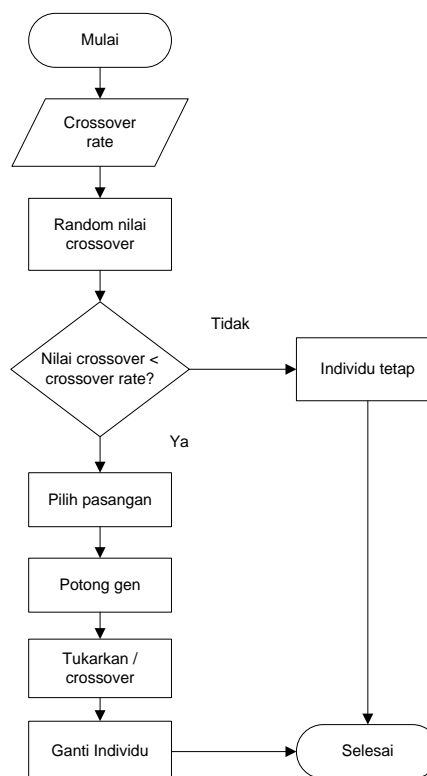 Mulai
Crossover
rate
Random nilai
crossover
Nilai crossover <
crossover rate?
Tidak
Individu tetap
Ya
Pilih pasangan
Potong gen
Tukarkan /
crossover
Ganti Individu
Selesai